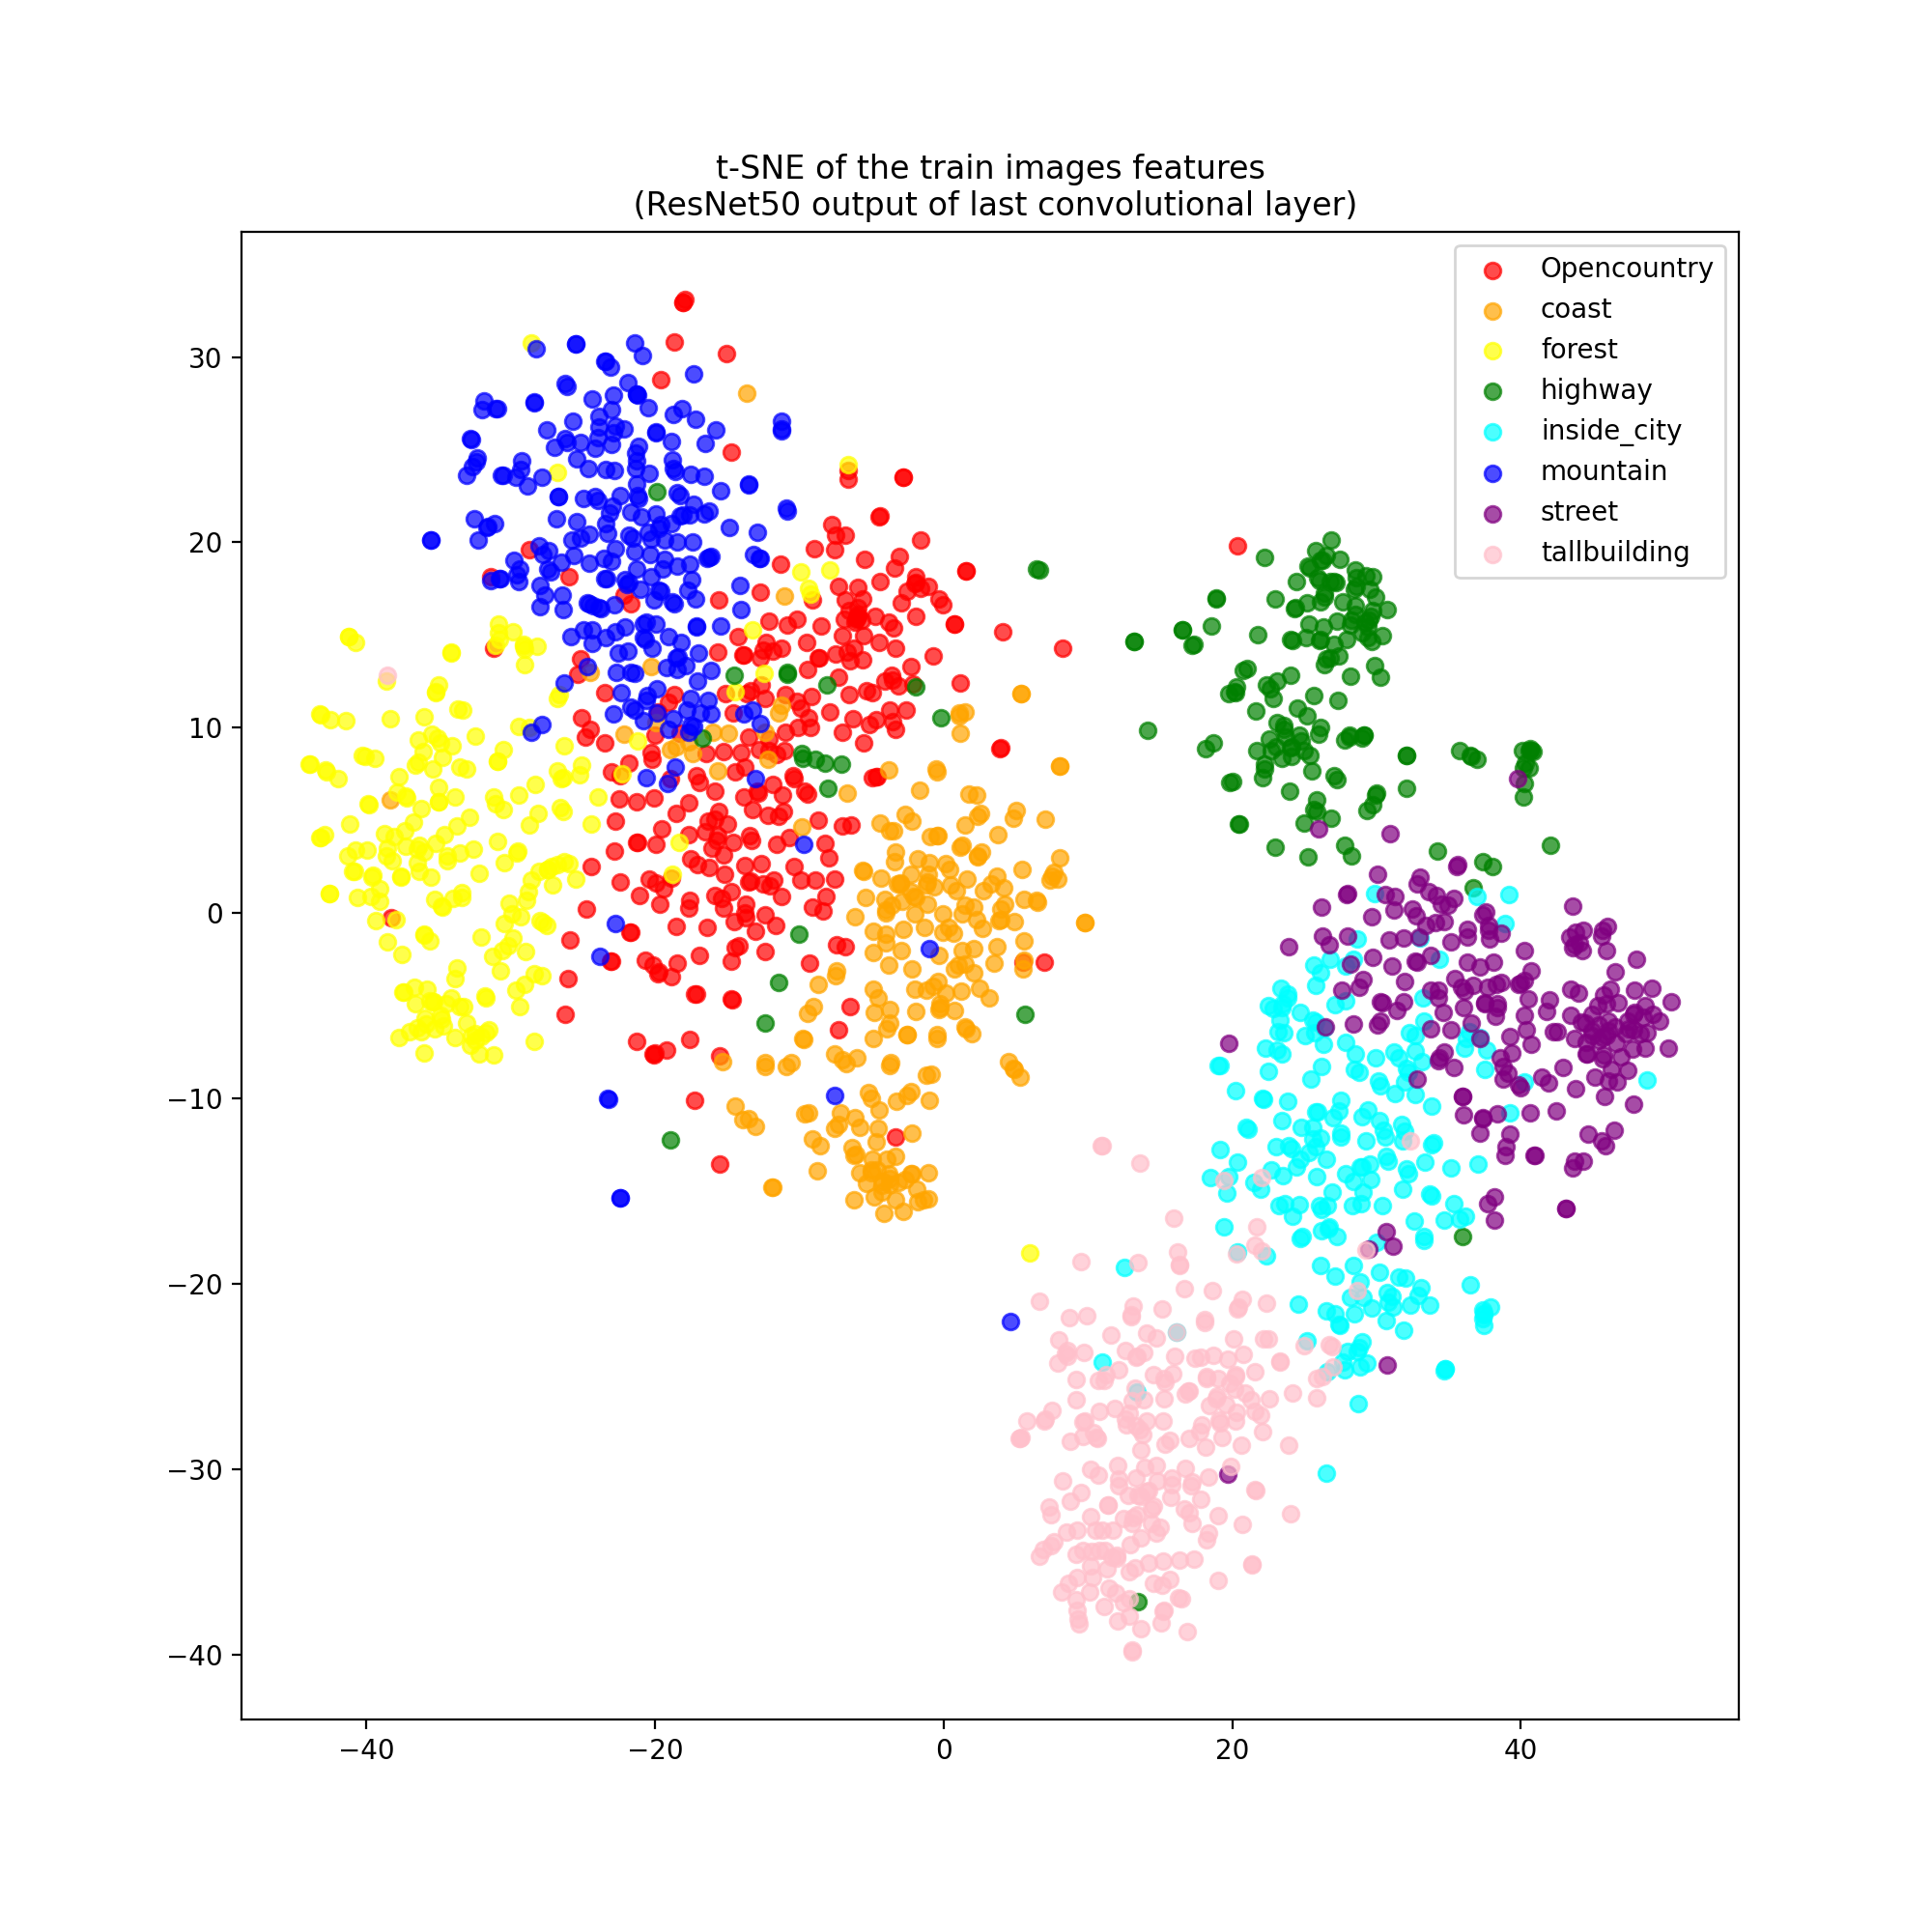 t-SNE of the train images features
(ResNet50 output of last convolutional layer)
Opencountry
coast
forest
highway
inside_city
mountain
street
tallbuilding
30
20
10
0
−10
−20
−30
−40
−40 −20 0 20 40